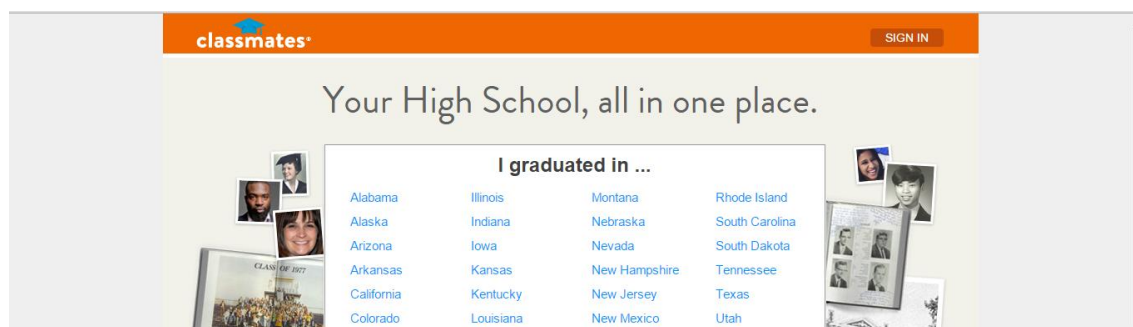 classmates®
SIGN IN
Your High School, all in one place.
I graduated in ...
Alabama Illinois Montana Rhode Island
Alaska Indiana Nebraska South Carolina
Arizona Iowa Nevada South Dakota
Arkansas Kansas New Hampshire Tennessee
California Kentucky New Jersey Texas
Colorado Louisiana New Mexico Utah
CLASS OF 1977